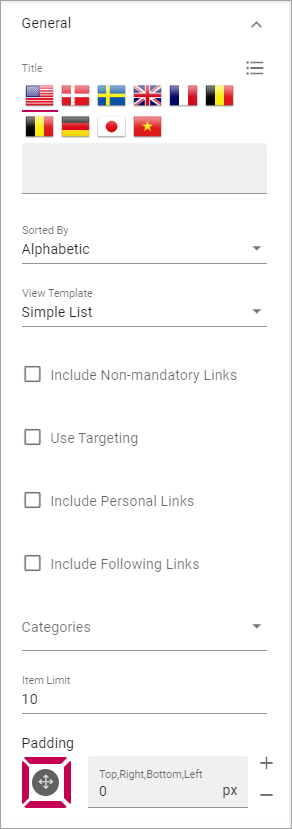 General
Title
Sorted By
Alphabetic
View Template
Simple List
Include Non-mandatory Links
Use Targeting
Include Personal Links
Include Following Links
Categories
Item Limit
10
Padding
Top,Right,Bottom,Left
0 px